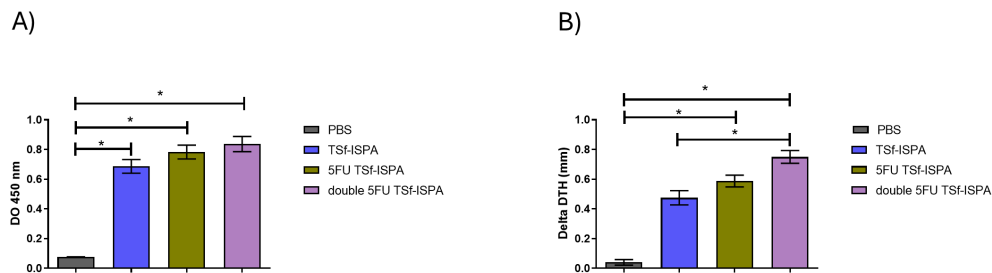 A)
DO 450 nm
1.0
0.8
0.6
0.4
0.2
0.0
*
*
*
PBS
TSf-ISPA
5FU TSf-ISPA
double 5FU TSf-ISPA
B)
Delta DTH (mm)
1.0
0.8
0.6
0.4
0.2
0.0
*
*
*
PBS
TSf-ISPA
5FU TSf-ISPA
double 5FU TSf-ISPA